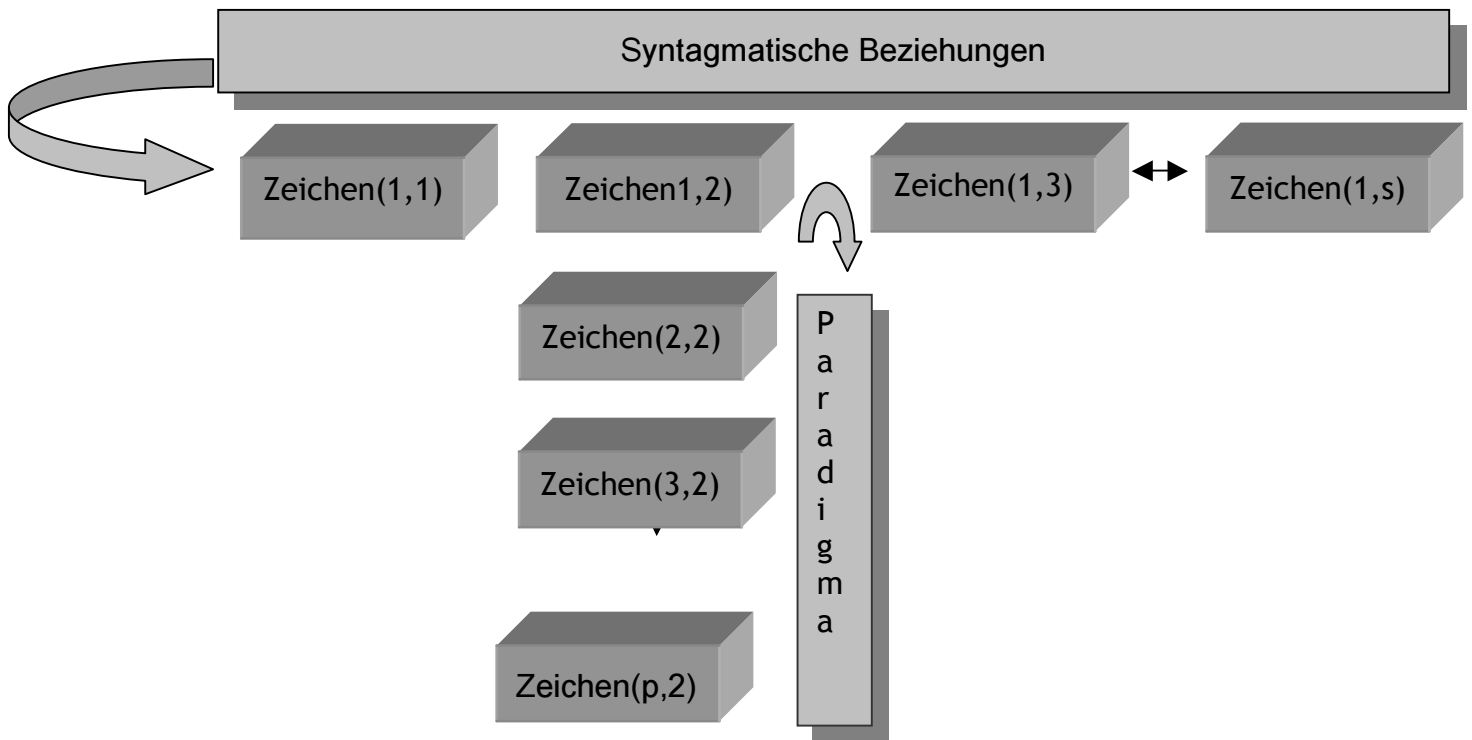 Syntagmatische Beziehungen
Zeichen(1,1)
Zeichen1,2)
Zeichen(1,3)
Zeichen(1,s)
Zeichen(2,2)
Zeichen(3,2)
Zeichen(p,2)
P
a
r
a
d
i
g
m
a